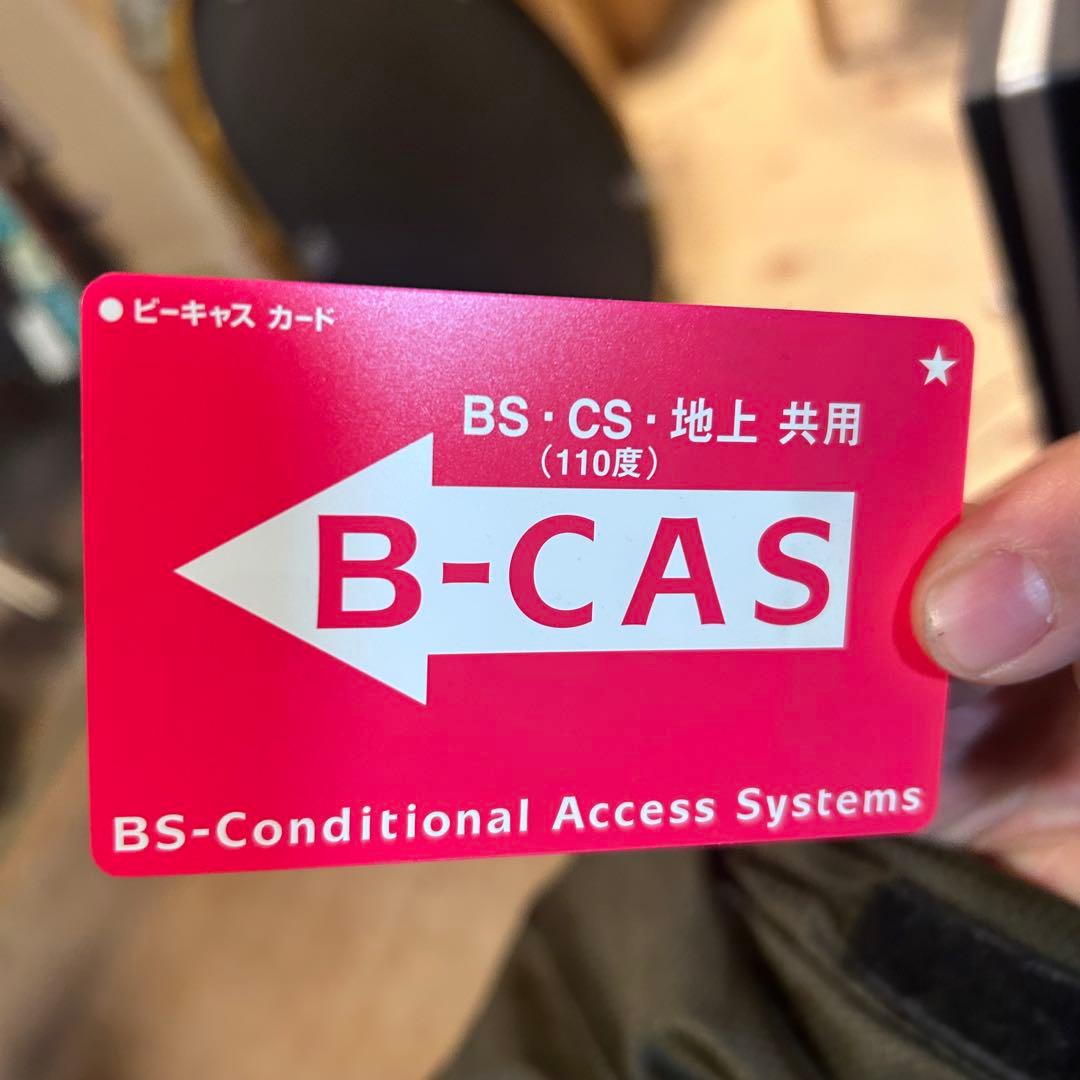 ●ビーキャス カード
★
BS・CS・地上 共用
(110度)
B-CAS
BS-Conditional Access Systems